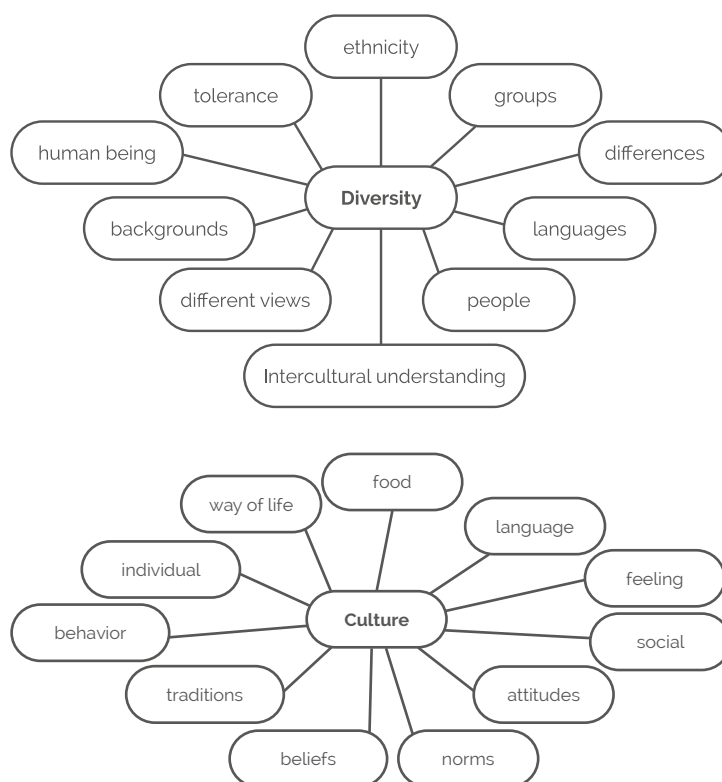 ethnicity
tolerance
groups
human being
differences
Diversity
backgrounds
languages
different views
people
Intercultural understanding
food
way of life
language
individual
feeling
Culture
behavior
social
traditions
attitudes
beliefs
norms